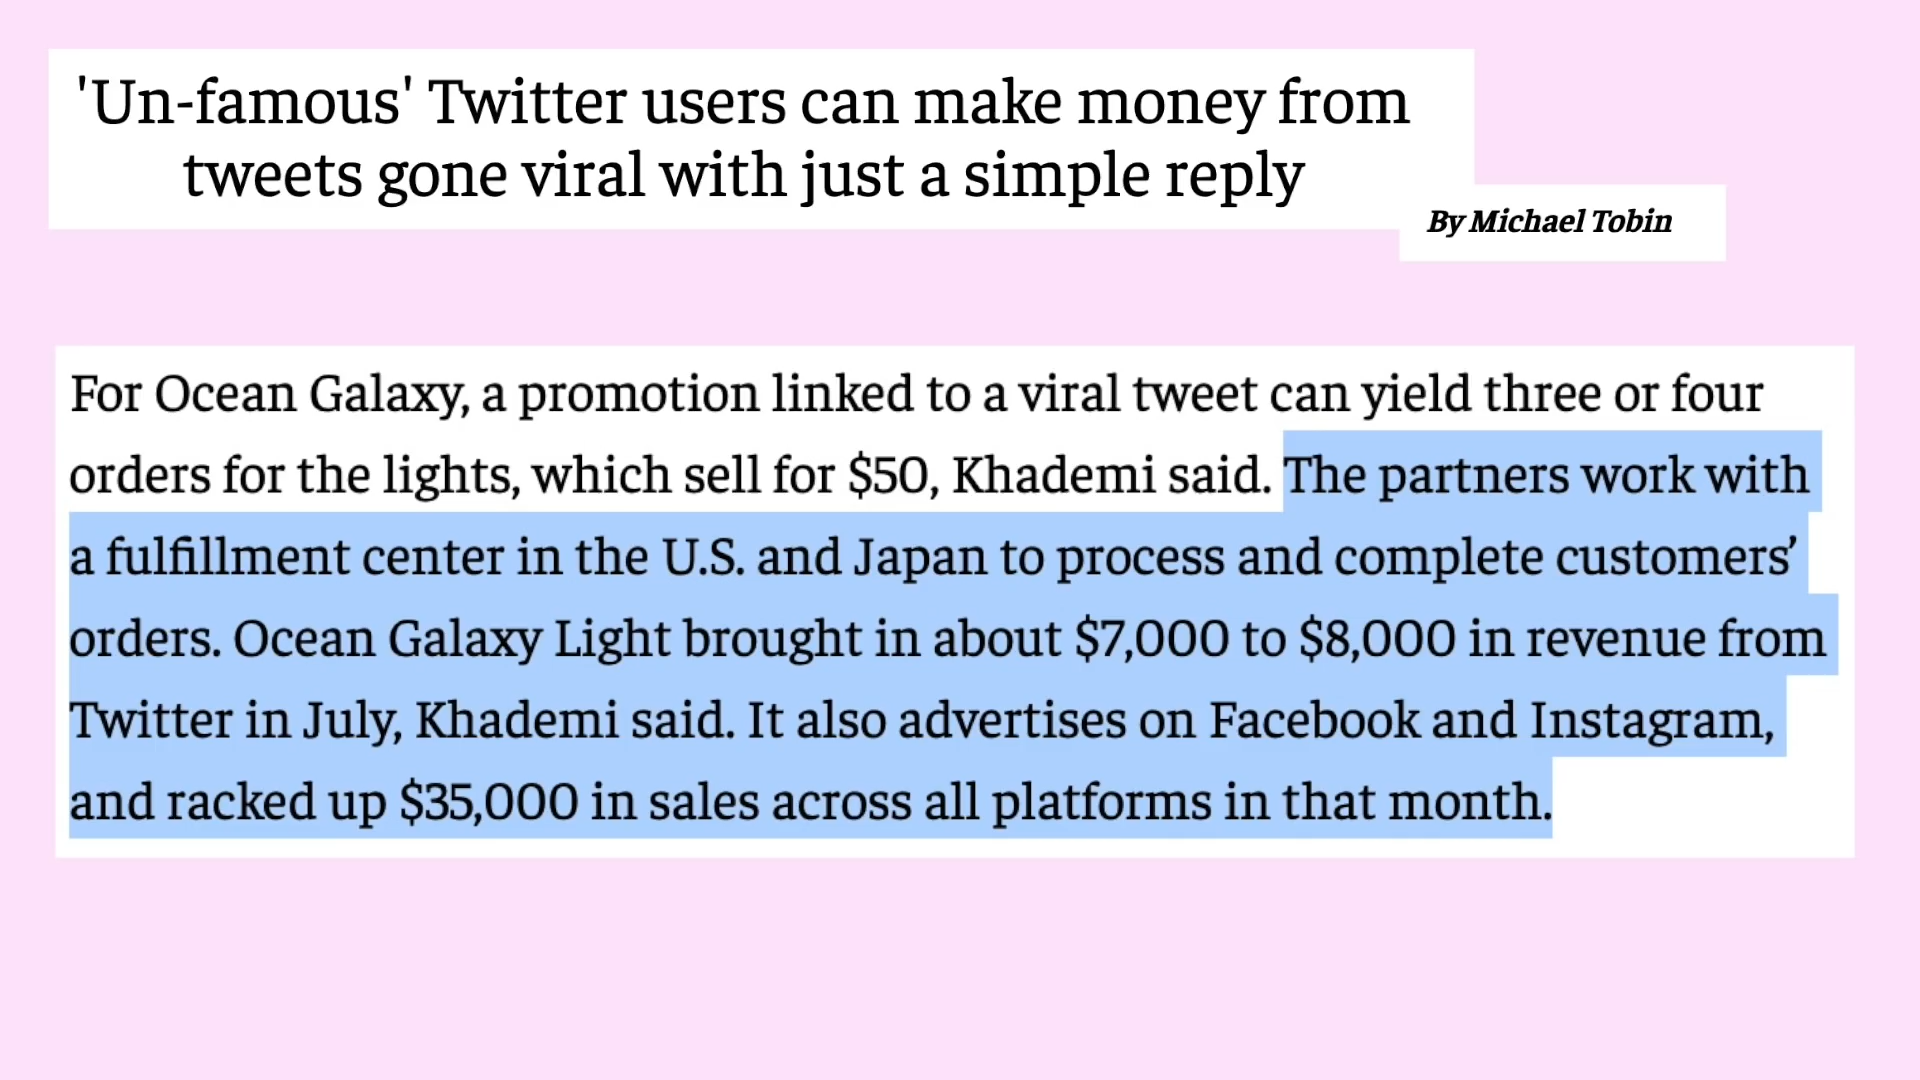 'Un-famous' Twitter users can make money from
tweets gone viral with just a simple reply
By Michael Tobin
For Ocean Galaxy, a promotion linked to a viral tweet can yield three or four
orders for the lights, which sell for $50, Khademi said. The partners work with
a fulfillment center in the U.S. and Japan to process and complete customers’
orders. Ocean Galaxy Light brought in about $7,000 to $8,000 in revenue from
Twitter in July, Khademi said. It also advertises on Facebook and Instagram,
and racked up $35,000 in sales across all platforms in that month.